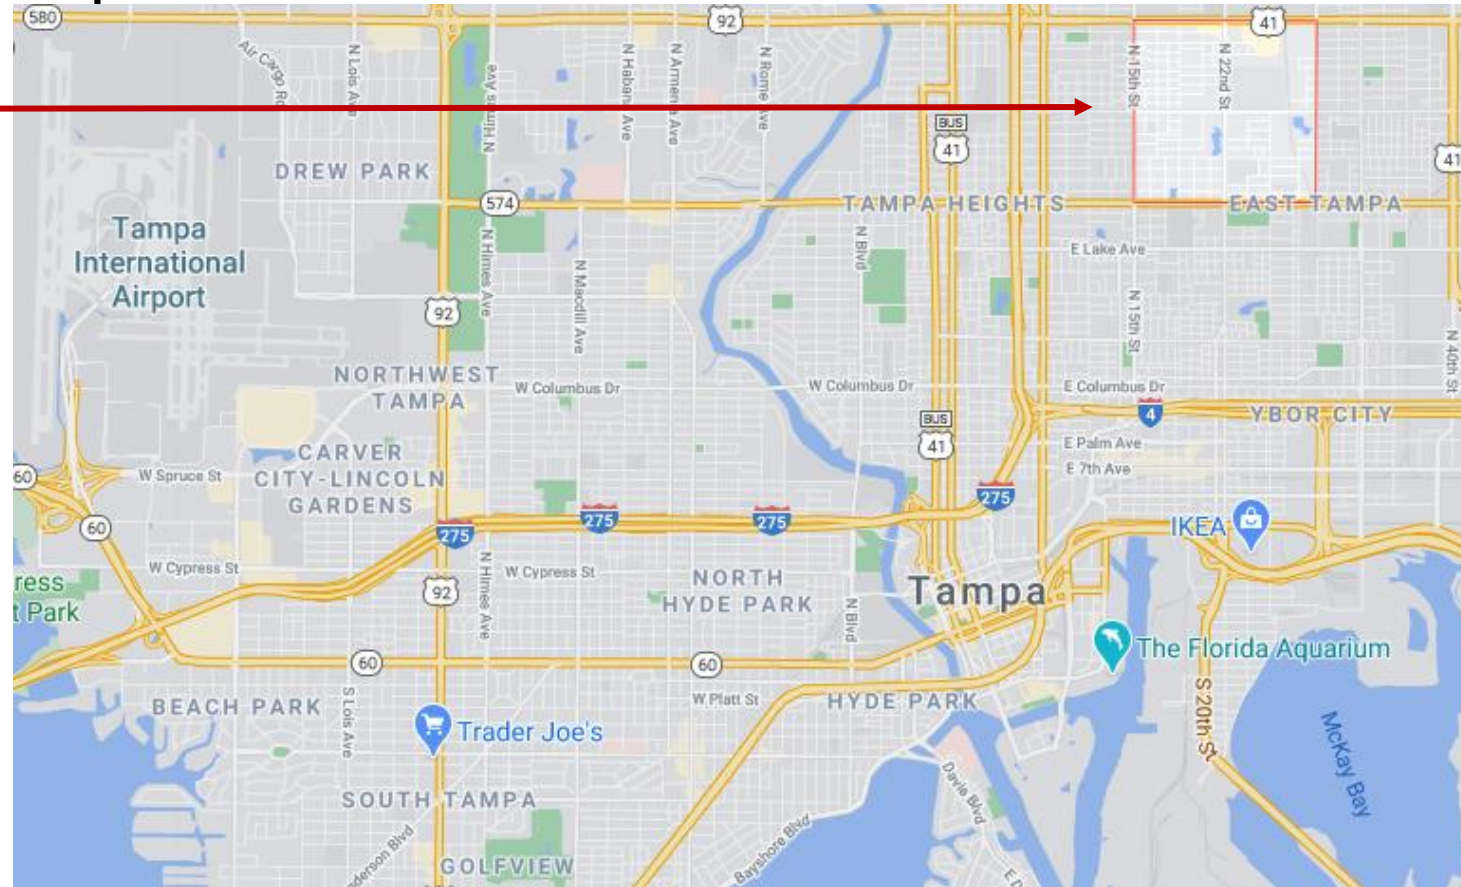 580
92
41
Air Cargo Rd
N Lois Ave
N Himes Ave
N Habana Ave
N Armenia Ave
N Rome Ave
N 15th St
N 22nd St
BUS
41
41
DREW PARK
574
TAMPA HEIGHTS
EAST TAMPA
Tampa
International
Airport
N Himes Ave
N Macdill Ave
N Blvd
E Lake Ave
92
N 15th St
N 40th St
NORTHWEST
TAMPA
W Columbus Dr
W Columbus Dr
E Columbus Dr
4
YBOR CITY
BUS
41
CARVER
CITY-LINCOLN
GARDENS
E Palm Ave
E 7th Ave
60
W Spruce St
275
60
275
275
275
IKEA
W Cypress St
N Himes Ave
W Cypress St
ress
t Park
92
NORTH
HYDE PARK
N Blvd
Tampa
60
60
The Florida Aquarium
BEACH PARK
S Lois Ave
W Platt St
HYDE PARK
S 20th St
Trader Joe's
McKay Bay
SOUTH TAMPA
Davis Blvd
derson Blvd
Bayshore Blvd
GOLFVIEW
E D